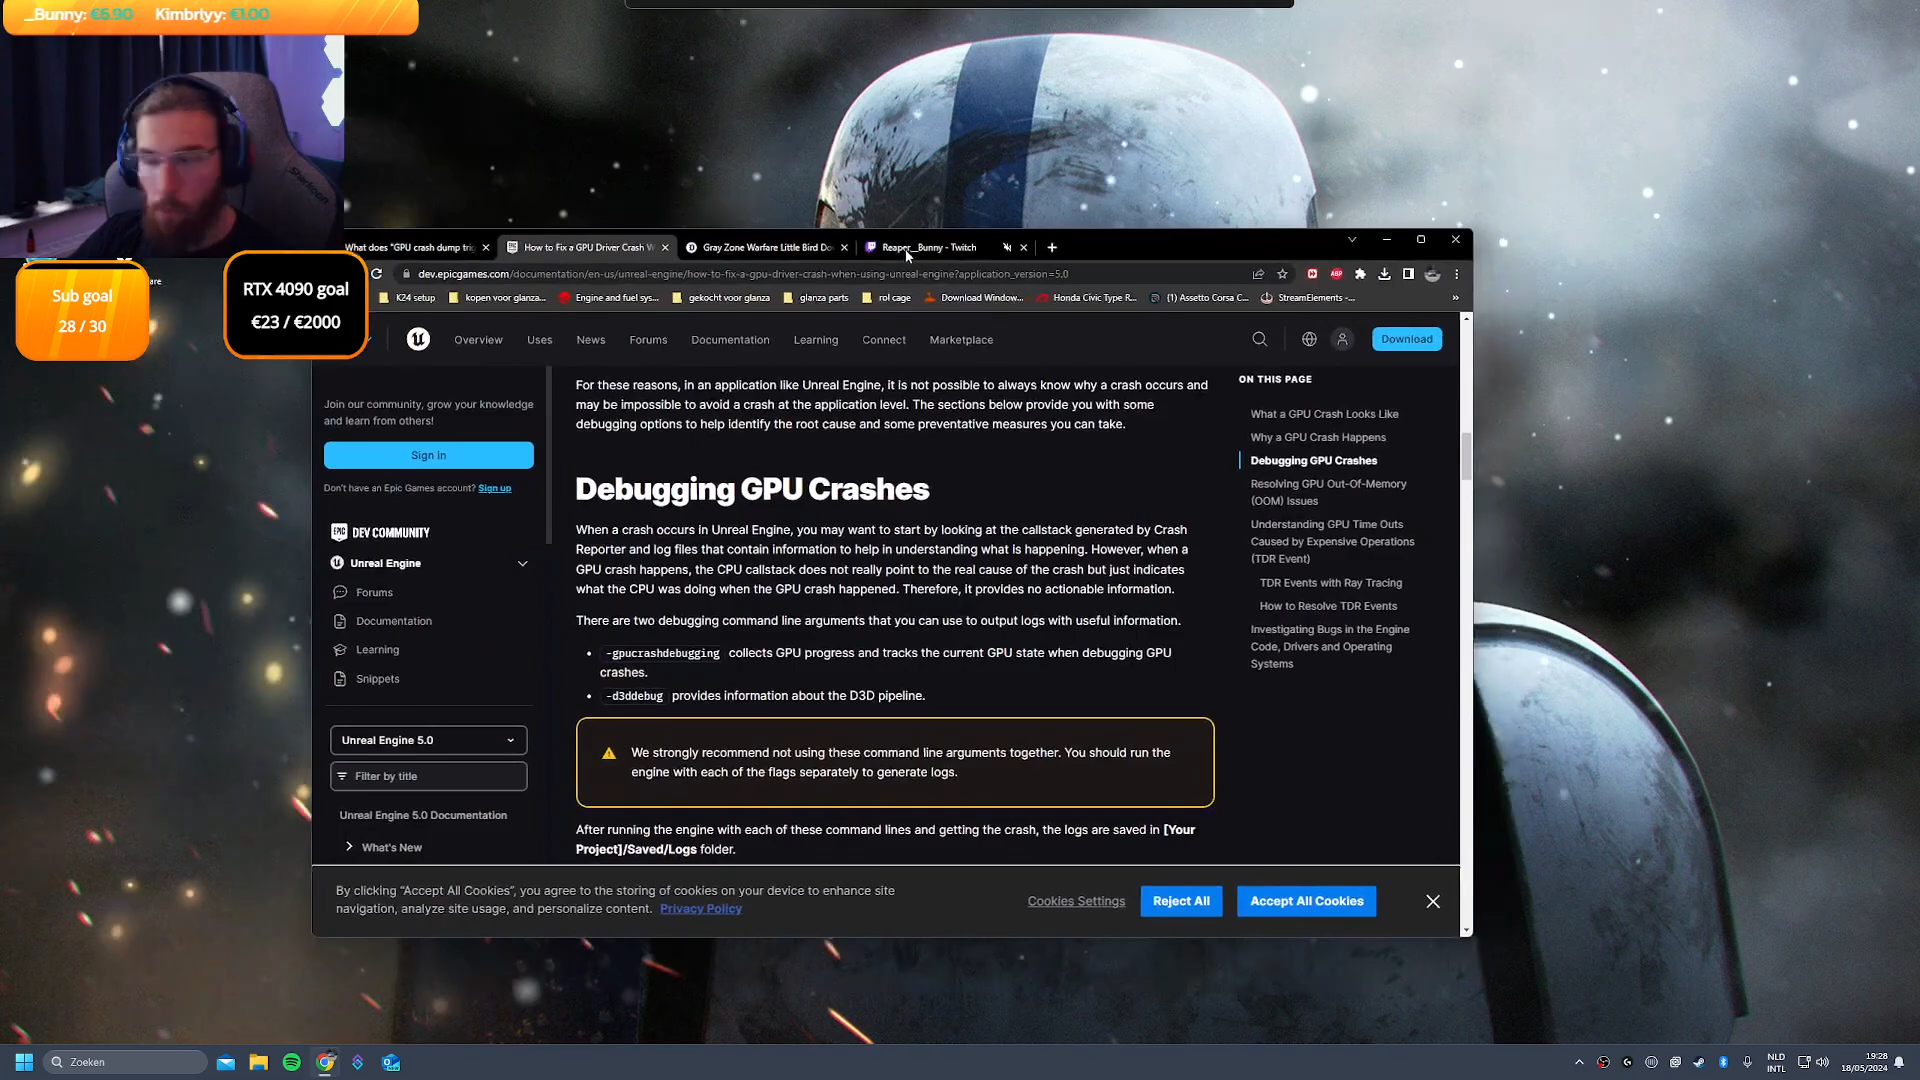 _Bunny: €6.90 Kimbrlyy: €1.00
Sharkoon
are
Sub goal
28 / 30
RTX 4090 goal
€23 / €2000
What does "GPU crash dump tri
How to Fix a GPU Driver Crash W
Gray Zone Warfare Little Bird Do
Reaper__Bunny - Twitch
dev.epicgames.com/documentation/en-us/unreal-engine/how-to-fix-a-gpu-driver-crash-when-using-unreal-engine?application_version=5.0
K24 setup
kopen voor glanza...
Engine and fuel sys...
gekocht voor glanza
glanza parts
rol cage
Download Window...
Honda Civic Type R...
(1) Assetto Corsa C...
StreamElements -...
Overview
Uses
News
Forums
Documentation
Learning
Connect
Marketplace
Download
Join our community, grow your knowledge
and learn from others!
Sign In
Don't have an Epic Games account? Sign up
EPIC DEV COMMUNITY
Unreal Engine
Forums
Documentation
Learning
Snippets
Unreal Engine 5.0
Filter by title
Unreal Engine 5.0 Documentation
What's New
For these reasons, in an application like Unreal Engine, it is not possible to always know why a crash occurs and
may be impossible to avoid a crash at the application level. The sections below provide you with some
debugging options to help identify the root cause and some preventative measures you can take.
Debugging GPU Crashes
When a crash occurs in Unreal Engine, you may want to start by looking at the callstack generated by Crash
Reporter and log files that contain information to help in understanding what is happening. However, when a
GPU crash happens, the CPU callstack does not really point to the real cause of the crash but just indicates
what the CPU was doing when the GPU crash happened. Therefore, it provides no actionable information.
There are two debugging command line arguments that you can use to output logs with useful information.
-gpucrashdebugging collects GPU progress and tracks the current GPU state when debugging GPU
crashes.
-d3ddebug provides information about the D3D pipeline.
We strongly recommend not using these command line arguments together. You should run the
engine with each of the flags separately to generate logs.
After running the engine with each of these command lines and getting the crash, the logs are saved in [Your
Project]/Saved/Logs folder.
ON THIS PAGE
What a GPU Crash Looks Like
Why a GPU Crash Happens
Debugging GPU Crashes
Resolving GPU Out-Of-Memory
(OOM) Issues
Understanding GPU Time Outs
Caused by Expensive Operations
(TDR Event)
TDR Events with Ray Tracing
How to Resolve TDR Events
Investigating Bugs in the Engine
Code, Drivers and Operating
Systems
By clicking "Accept All Cookies", you agree to the storing of cookies on your device to enhance site
navigation, analyze site usage, and personalize content. Privacy Policy
Cookies Settings
Reject All
Accept All Cookies
Zoeken
NLD
INTL
19:28
18/05/2024